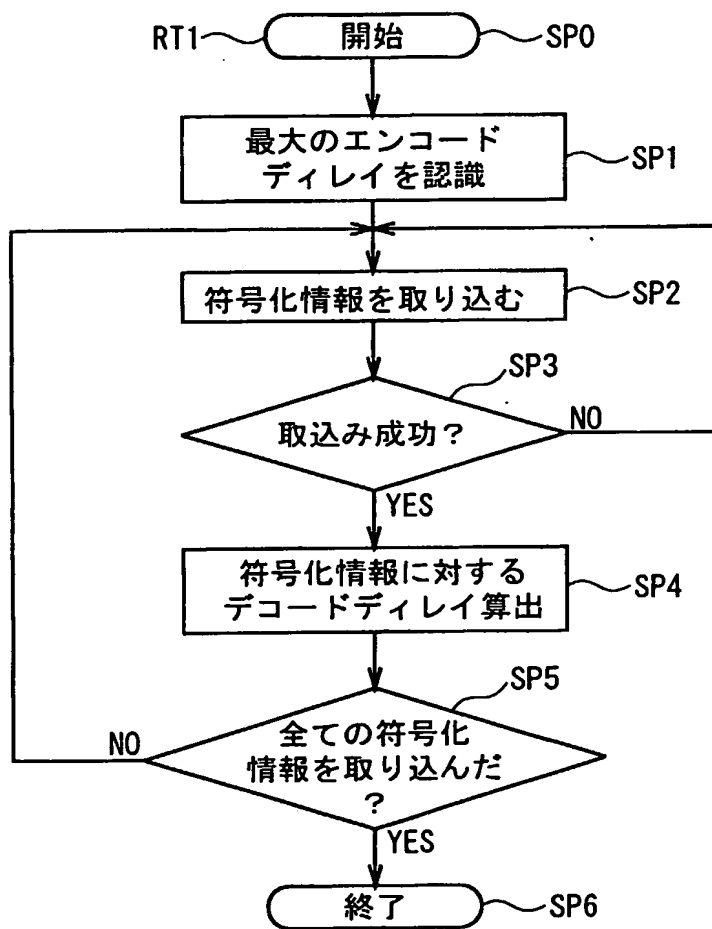 RT1
開始
SP0
最大のエンコード
ディレイを認識
SP1
符号化情報を取り込む
SP2
SP3
取込み成功?
NO
YES
符号化情報に対する
デコードディレイ算出
SP4
SP5
全ての符号化
情報を取り込んだ
?
NO
YES
終了
SP6